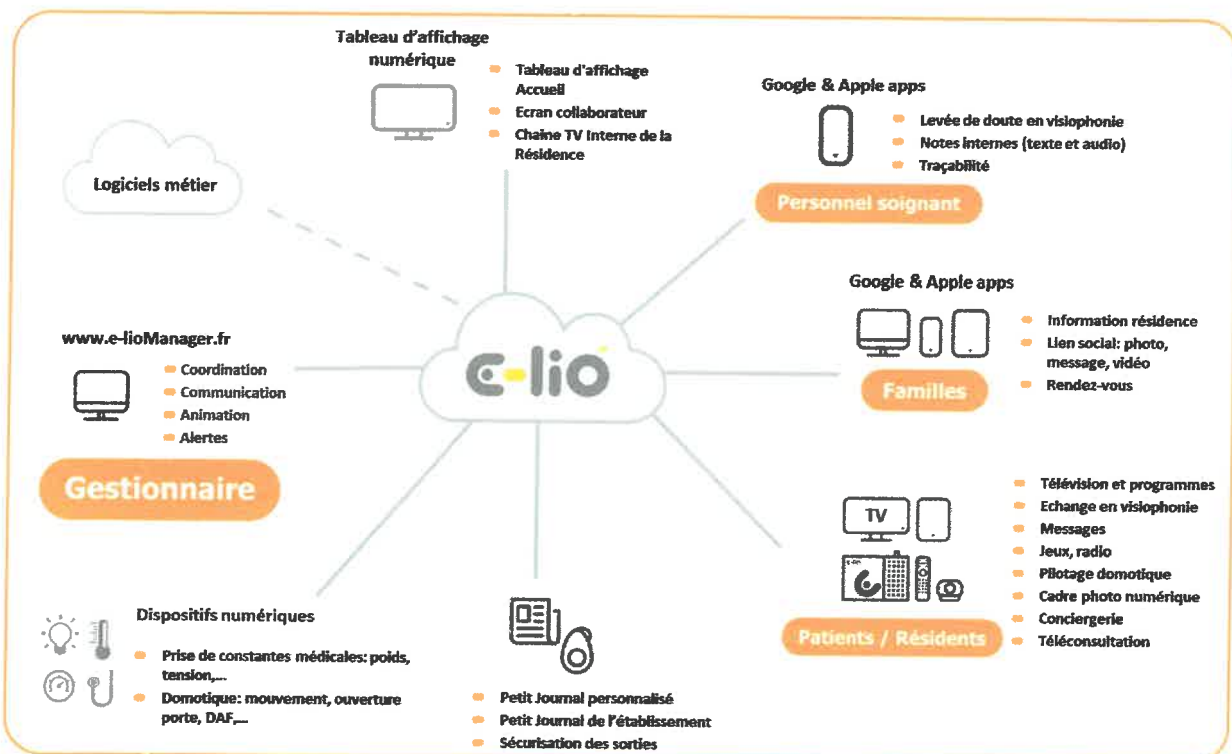 Tableau d'affichage
numérique
Tableau d'affichage
Accueil
Ecran collaborateur
Chaine TV Interne de la
Résidence
Google & Apple apps
Levée de doute en visiophonie
Notes internes (texte et audio)
Traçabilité
Personnel soignant
Logiciels métier
Google & Apple apps
Information résidence
Lien social: photo,
message, vidéo
Rendez-vous
Familles
www.e-lioManager.fr
Coordination
Communication
Animation
Alertes
Gestionnaire
e-lio
TV
Télévision et programmes
Echange en visiophonie
Messages
Jeux, radio
Pilotage domotique
Cadre photo numérique
Conciergerie
Téléconsultation
Patients / Résidents
Dispositifs numériques
Prise de constantes médicales: poids,
tension,...
Domotique: mouvement, ouverture
porte, DAF,...
Petit Journal personnalisé
Petit Journal de l'établissement
Sécurisation des sorties